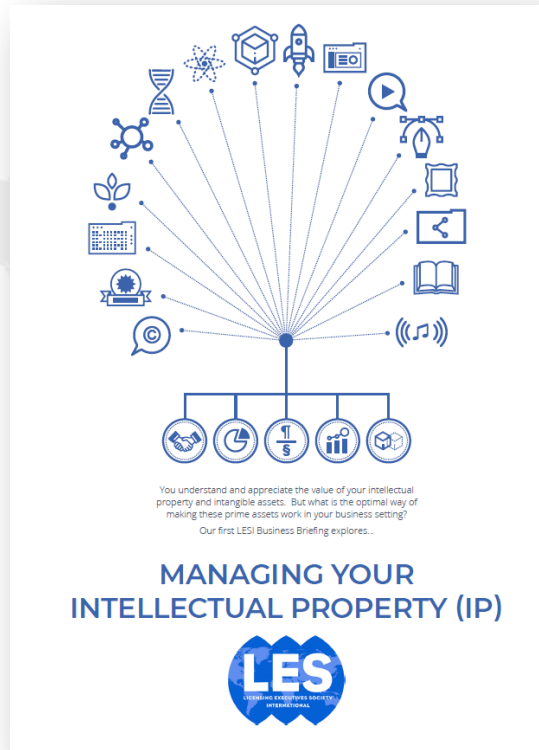 ©
¶
§
You understand and appreciate the value of your intellectual
property and intangible assets.  But what is the optimal way of
making these prime assets work in your business setting?
Our first LESI Business Briefing explores...
MANAGING YOUR
INTELLECTUAL PROPERTY (IP)
LES
LICENSING EXECUTIVES SOCIETY
INTERNATIONAL